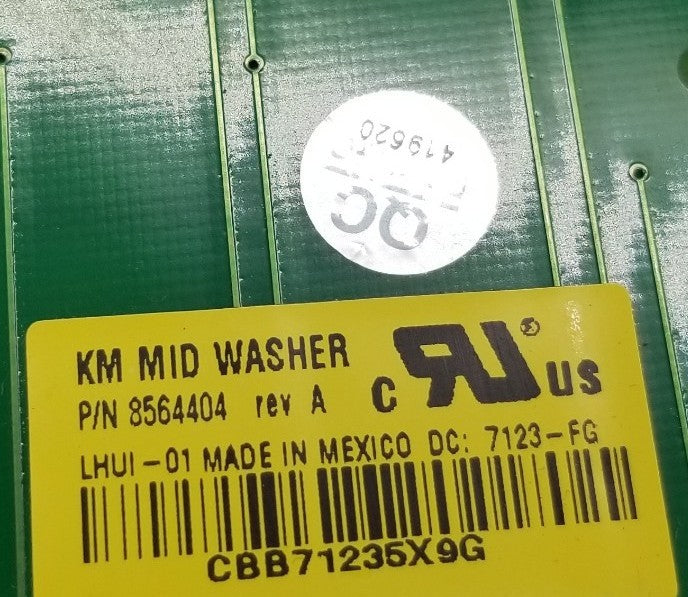 419620
QC
KM MID WASHER
P/N 8564404 rev A
c RU us
LHUI-01 MADE IN MEXICO DC: 7123-FG
CBB71235X9G